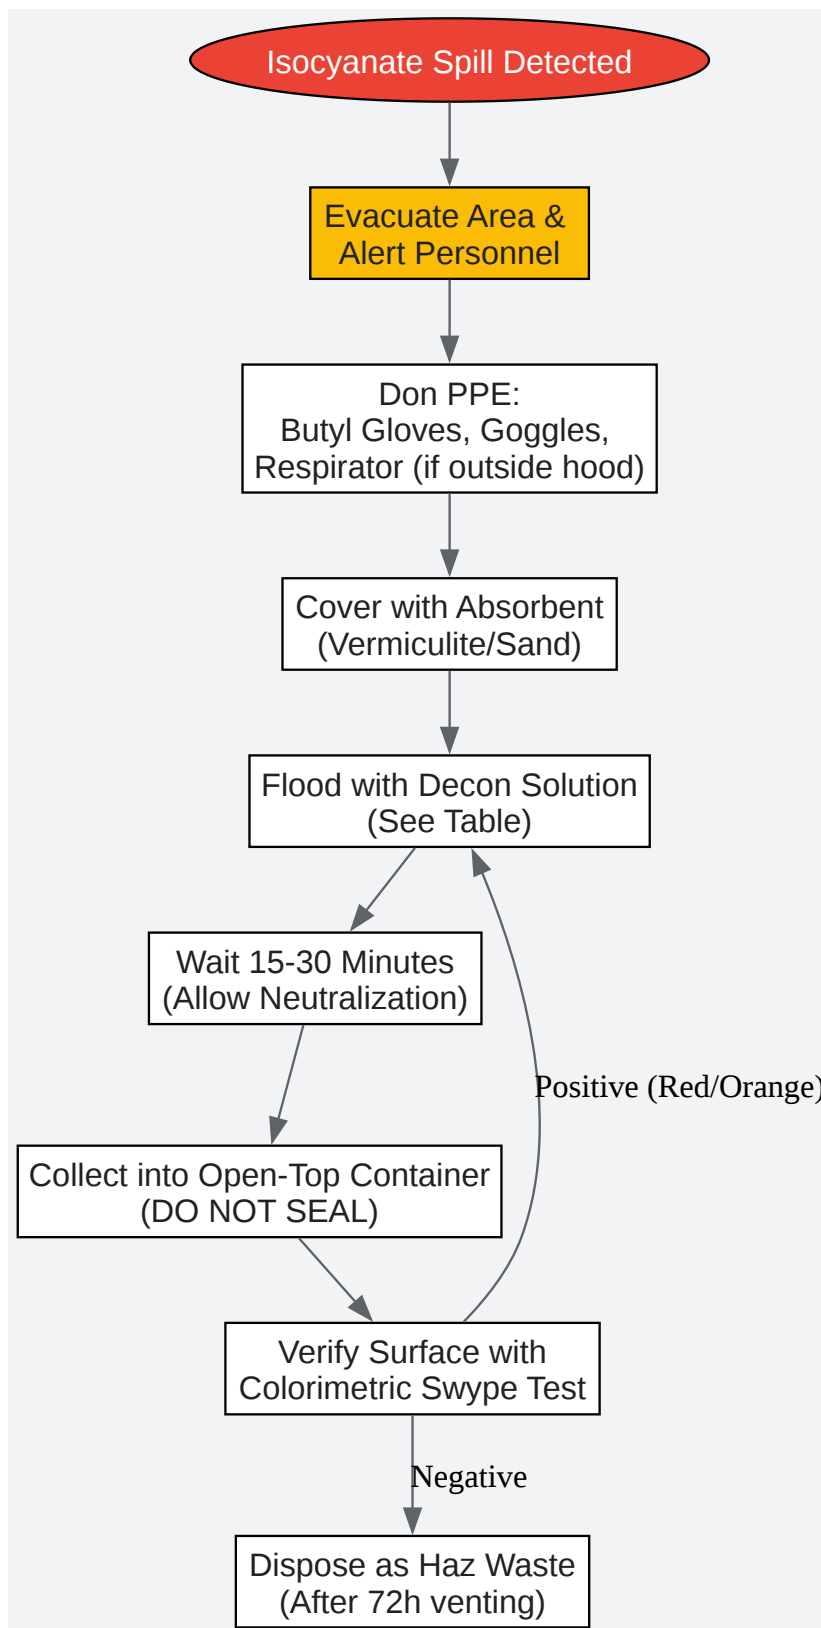 Isocyanate Spill Detected
Evacuate Area &
Alert Personnel
Don PPE:
Butyl Gloves, Goggles,
Respirator (if outside hood)
Cover with Absorbent
(Vermiculite/Sand)
Flood with Decon Solution
(See Table)
Wait 15-30 Minutes
(Allow Neutralization)
Positive (Red/Orange)
Collect into Open-Top Container
(DO NOT SEAL)
Verify Surface with
Colorimetric Swype Test
Negative
Dispose as Haz Waste
(After 72h venting)